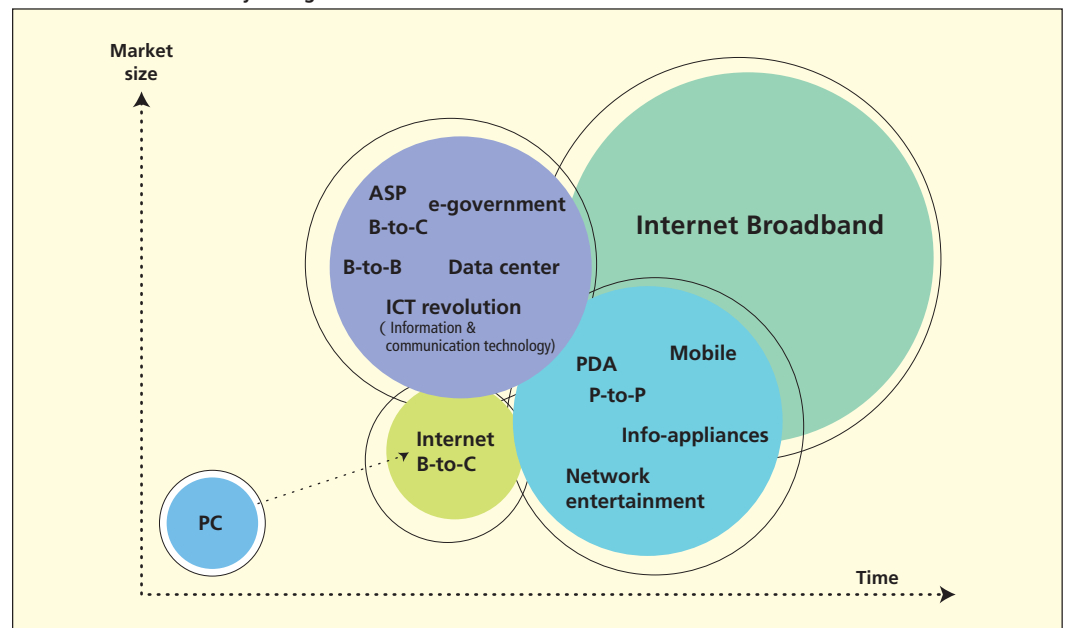 Market
size
ASP
e-government
B-to-C
Internet Broadband
B-to-B
Data center
ICT revolution
( Information &
communication technology)
Mobile
PDA
P-to-P
Info-appliances
Internet
B-to-C
Network
entertainment
PC
Time